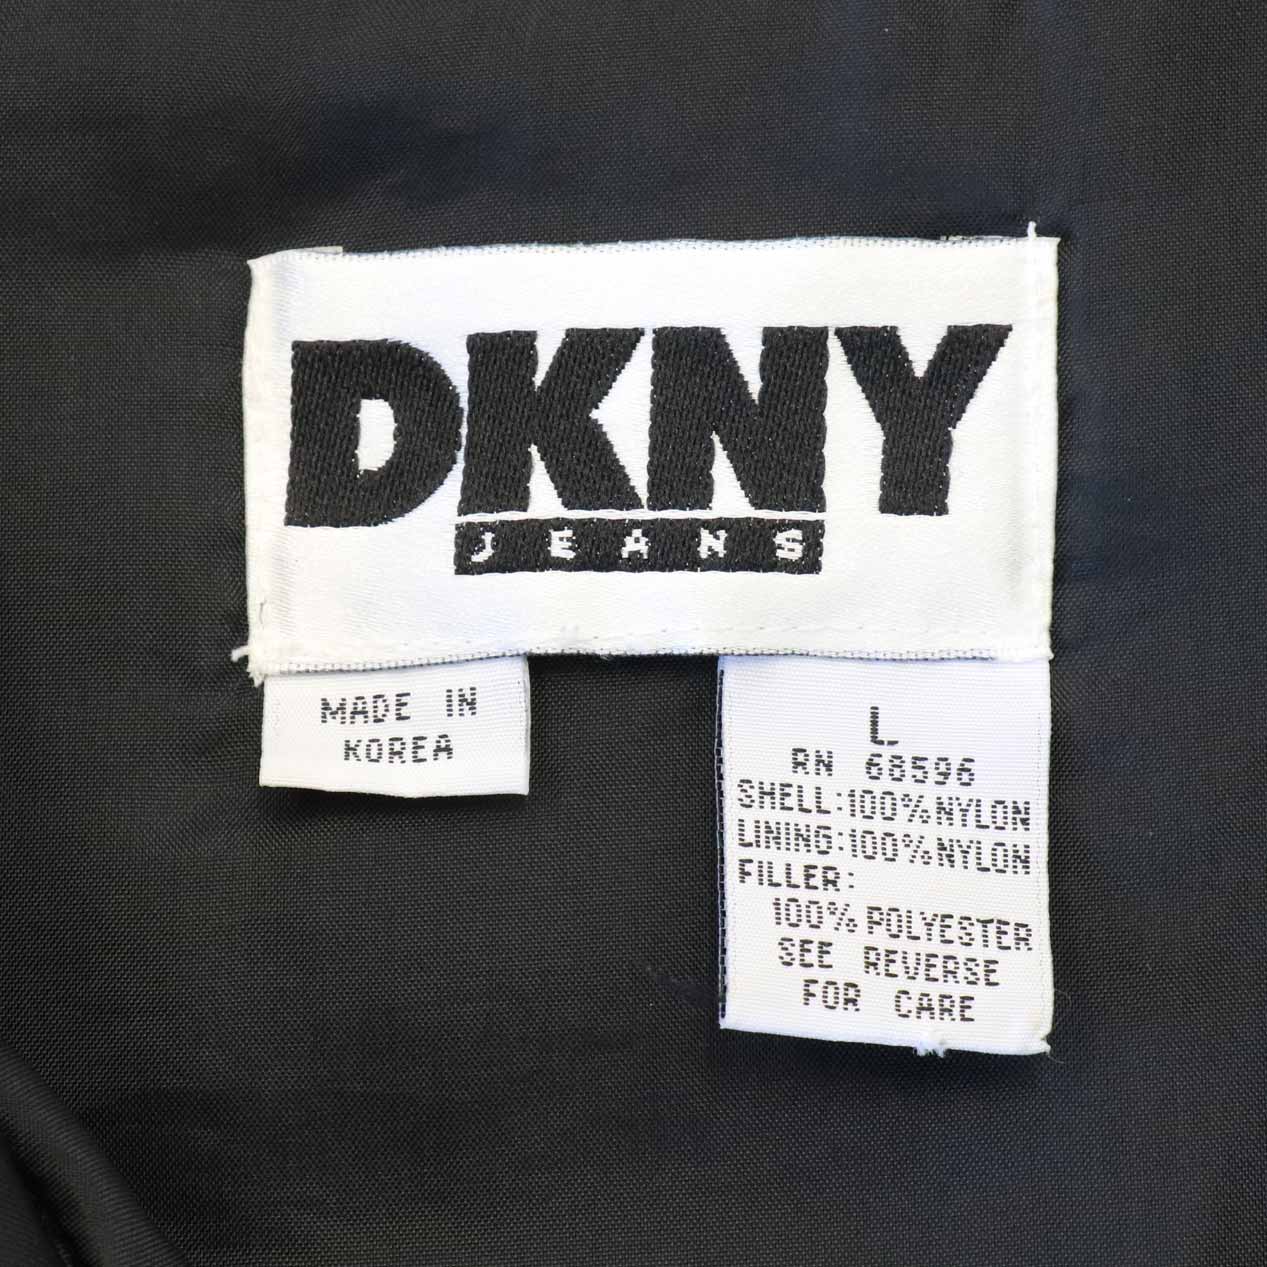 DKNY
JEANS
MADE IN
KOREA
L
RN 68596
SHELL:100%NYLON
LINING:100%NYLON
FILLER:
100% POLYESTER
SEE REVERSE
FOR CARE